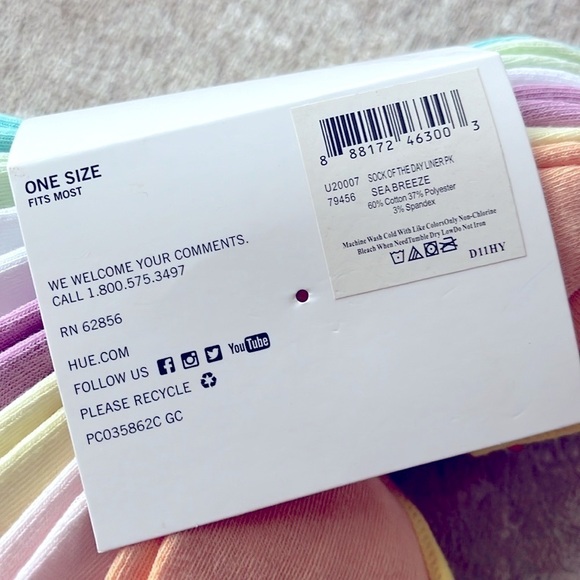 ONE SIZE
FITS MOST
WE WELCOME YOUR COMMENTS.
CALL 1.800.575.3497
RN 62856
HUE.COM
FOLLOW US YouTube
PLEASE RECYCLE
PC035862C GC
8 88172 46300 3
U20007 SOCK OF THE DAY LINER PK
79456 SEA BREEZE
60% Cotton 37% Polyester
3% Spandex
Machine Wash Cold With Like ColorsOnly Non-Chlorine
Bleach When NeedTumble Dry LowDo Not Iron
D11HY